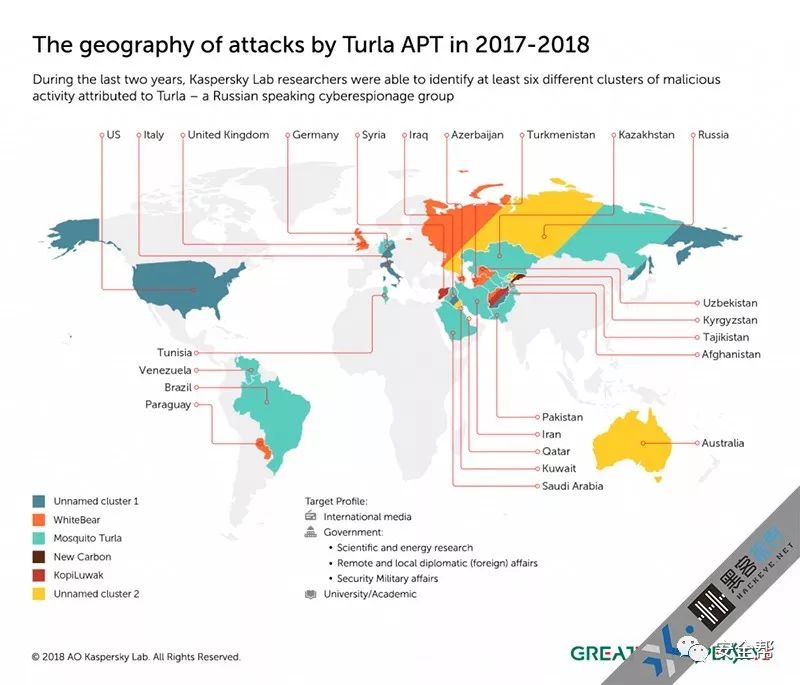 The geography of attacks by Turla APT in 2017-2018
During the last two years, Kaspersky Lab researchers were able to identify at least six different clusters of malicious
activity attributed to Turla – a Russian speaking cyberespionage group
US
Italy
United Kingdom
Germany
Syria
Iraq
Azerbaijan
Turkmenistan
Kazakhstan
Russia
Uzbekistan
Kyrgyzstan
Tajikistan
Afghanistan
Tunisia
Venezuela
Brazil
Paraguay
Pakistan
Iran
Qatar
Kuwait
Saudi Arabia
Australia
Unnamed cluster 1
WhiteBear
Mosquito Turla
New Carbon
KopiLuwak
Unnamed cluster 2
Target Profile:
International media
Government:
• Scientific and energy research
• Remote and local diplomatic (foreign) affairs
• Security Military affairs
University/Academic
黑客视界
HACKEYE.NET
安全帮
© 2018 AO Kaspersky Lab. All Rights Reserved.
GREAT